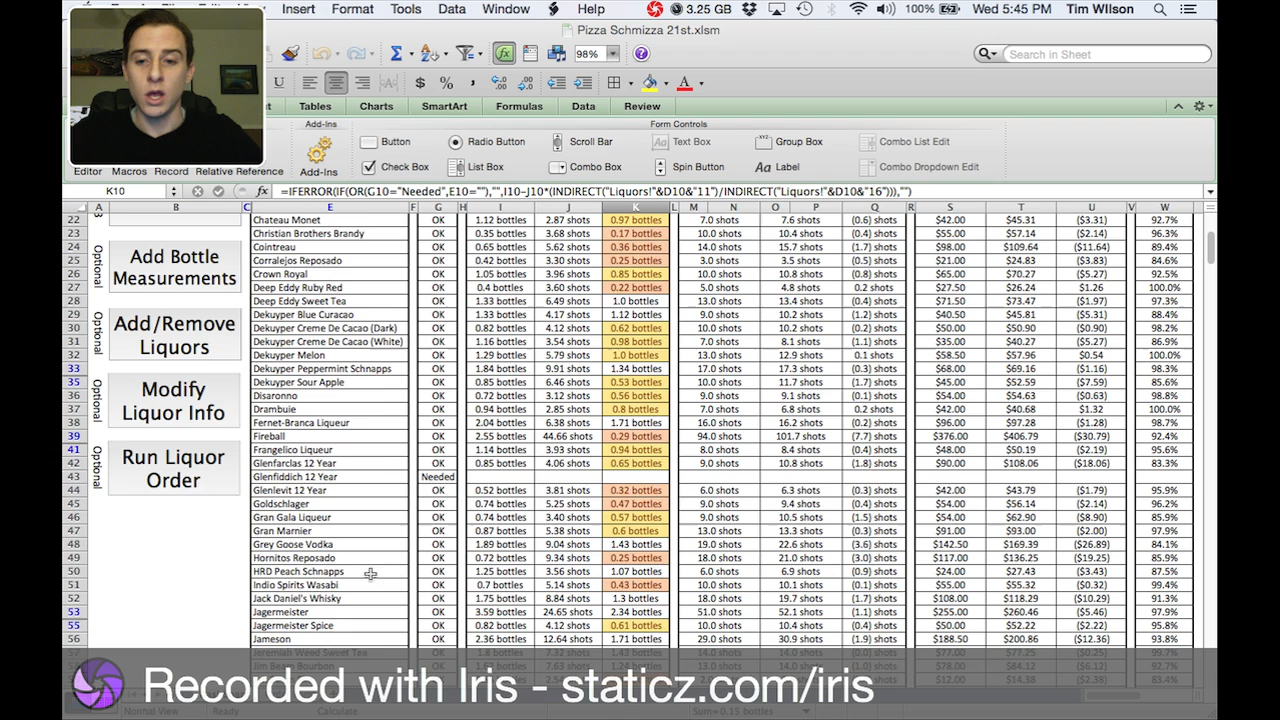 Insert Format Tools Data Window Help 3.25 GB 100% Wed 5:45 PM Tim Wilson
Pizza Schmizza 21st.xlsm
98% Search in Sheet
Tables Charts SmartArt Formulas Data Review
Add-Ins Form Controls
Button Radio Button Scroll Bar Text Box Group Box Combo List Edit
Check Box List Box Combo Box Spin Button Label Combo Dropdown Edit
Editor Macros Record Relative Reference Add-Ins
K10 fx =IFERROR(IF(OR(G10="Needed",E10=""),"",I10-J10*(INDIRECT("Liquors!"&D10&"11")/INDIRECT("Liquors!"&D10&"16"))),"")
A B C E F G H I J K L M N O P Q R S T U V W
22 Chateau Monet OK 1.12 bottles 2.87 shots 0.97 bottles 7.0 shots 7.6 shots (0.6) shots $42.00 $45.31 ($3.31) 92.7%
23 Christian Brothers Brandy OK 0.35 bottles 3.68 shots 0.17 bottles 10.0 shots 10.4 shots (0.4) shots $55.00 $57.14 ($2.14) 96.3%
24 Cointreau OK 0.65 bottles 5.62 shots 0.36 bottles 14.0 shots 15.7 shots (1.7) shots $98.00 $109.64 ($11.64) 89.4%
25 Corralejos Reposado OK 0.42 bottles 3.30 shots 0.25 bottles 3.0 shots 3.5 shots (0.5) shots $21.00 $24.83 ($3.83) 84.6%
26 Crown Royal OK 1.05 bottles 3.96 shots 0.85 bottles 10.0 shots 10.8 shots (0.8) shots $65.00 $70.27 ($5.27) 92.5%
27 Deep Eddy Ruby Red OK 0.4 bottles 3.60 shots 0.22 bottles 5.0 shots 4.8 shots 0.2 shots $27.50 $26.24 $1.26 100.0%
28 Deep Eddy Sweet Tea OK 1.33 bottles 6.49 shots 1.0 bottles 13.0 shots 13.4 shots (0.4) shots $71.50 $73.47 ($1.97) 97.3%
29 Dekuyper Blue Curacao OK 1.33 bottles 4.17 shots 1.12 bottles 9.0 shots 10.2 shots (1.2) shots $40.50 $45.81 ($5.31) 88.4%
30 Dekuyper Creme De Cacao (Dark) OK 0.82 bottles 4.12 shots 0.62 bottles 10.0 shots 10.2 shots (0.2) shots $50.00 $50.90 ($0.90) 98.2%
31 Dekuyper Creme De Cacao (White) OK 1.16 bottles 3.54 shots 0.98 bottles 7.0 shots 8.1 shots (1.1) shots $35.00 $40.27 ($5.27) 86.9%
32 Dekuyper Melon OK 1.29 bottles 5.79 shots 1.0 bottles 13.0 shots 12.9 shots 0.1 shots $58.50 $57.96 $0.54 100.0%
33 Dekuyper Peppermint Schnapps OK 1.84 bottles 9.91 shots 1.34 bottles 17.0 shots 17.3 shots (0.3) shots $68.00 $69.16 ($1.16) 98.3%
35 Dekuyper Sour Apple OK 0.85 bottles 6.46 shots 0.53 bottles 10.0 shots 11.7 shots (1.7) shots $45.00 $52.59 ($7.59) 85.6%
36 Disaronno OK 0.72 bottles 3.12 shots 0.56 bottles 9.0 shots 9.1 shots (0.1) shots $54.00 $54.63 ($0.63) 98.8%
37 Drambuie OK 0.94 bottles 2.85 shots 0.8 bottles 7.0 shots 6.8 shots 0.2 shots $42.00 $40.68 $1.32 100.0%
38 Fernet-Branca Liqueur OK 2.04 bottles 6.38 shots 1.71 bottles 16.0 shots 16.2 shots (0.2) shots $96.00 $97.28 ($1.28) 98.7%
39 Fireball OK 2.55 bottles 44.66 shots 0.29 bottles 94.0 shots 101.7 shots (7.7) shots $376.00 $406.79 ($30.79) 92.4%
41 Frangelico Liqueur OK 1.14 bottles 3.93 shots 0.94 bottles 8.0 shots 8.4 shots (0.4) shots $48.00 $50.19 ($2.19) 95.6%
42 Glenfarclas 12 Year OK 0.85 bottles 4.06 shots 0.65 bottles 9.0 shots 10.8 shots (1.8) shots $90.00 $108.06 ($18.06) 83.3%
43 Glenfiddich 12 Year Needed
44 Glenlevit 12 Year OK 0.52 bottles 3.81 shots 0.32 bottles 6.0 shots 6.3 shots (0.3) shots $42.00 $43.79 ($1.79) 95.9%
45 Goldschlager OK 0.74 bottles 5.24 shots 0.47 bottles 9.0 shots 9.4 shots (0.4) shots $54.00 $56.14 ($2.14) 96.2%
46 Gran Gala Liqueur OK 0.74 bottles 3.40 shots 0.57 bottles 9.0 shots 10.5 shots (1.5) shots $54.00 $62.90 ($8.90) 85.9%
47 Gran Marnier OK 0.87 bottles 5.38 shots 0.6 bottles 13.0 shots 13.3 shots (0.3) shots $91.00 $93.00 ($2.00) 97.9%
48 Grey Goose Vodka OK 1.89 bottles 9.04 shots 1.43 bottles 19.0 shots 22.6 shots (3.6) shots $142.50 $169.39 ($26.89) 84.1%
49 Hornitos Reposado OK 0.72 bottles 9.34 shots 0.25 bottles 18.0 shots 21.0 shots (3.0) shots $117.00 $136.25 ($19.25) 85.9%
50 HRD Peach Schnapps OK 1.25 bottles 3.56 shots 1.07 bottles 6.0 shots 6.9 shots (0.9) shots $24.00 $27.43 ($3.43) 87.5%
51 Indio Spirits Wasabi OK 0.7 bottles 5.14 shots 0.43 bottles 10.0 shots 10.1 shots (0.1) shots $55.00 $55.32 ($0.32) 99.4%
52 Jack Daniel's Whisky OK 1.75 bottles 8.84 shots 1.3 bottles 18.0 shots 19.7 shots (1.7) shots $108.00 $118.29 ($10.29) 91.3%
53 Jagermeister OK 3.59 bottles 24.65 shots 2.34 bottles 51.0 shots 52.1 shots (1.1) shots $255.00 $260.46 ($5.46) 97.9%
55 Jagermeister Spice OK 0.82 bottles 4.12 shots 0.61 bottles 10.0 shots 10.4 shots (0.4) shots $50.00 $52.22 ($2.22) 95.8%
56 Jameson OK 2.36 bottles 12.64 shots 1.71 bottles 29.0 shots 30.9 shots (1.9) shots $188.50 $200.86 ($12.36) 93.8%
Jeremiah Weed Sweet Tea
Jim Beam Bourbon
Optional
Add Bottle
Measurements
Optional
Add/Remove
Liquors
Optional
Modify
Liquor Info
Optional
Run Liquor
Order
Recorded with Iris - staticz.com/iris
Normal View Ready Calculate Sum=0.15 bottles